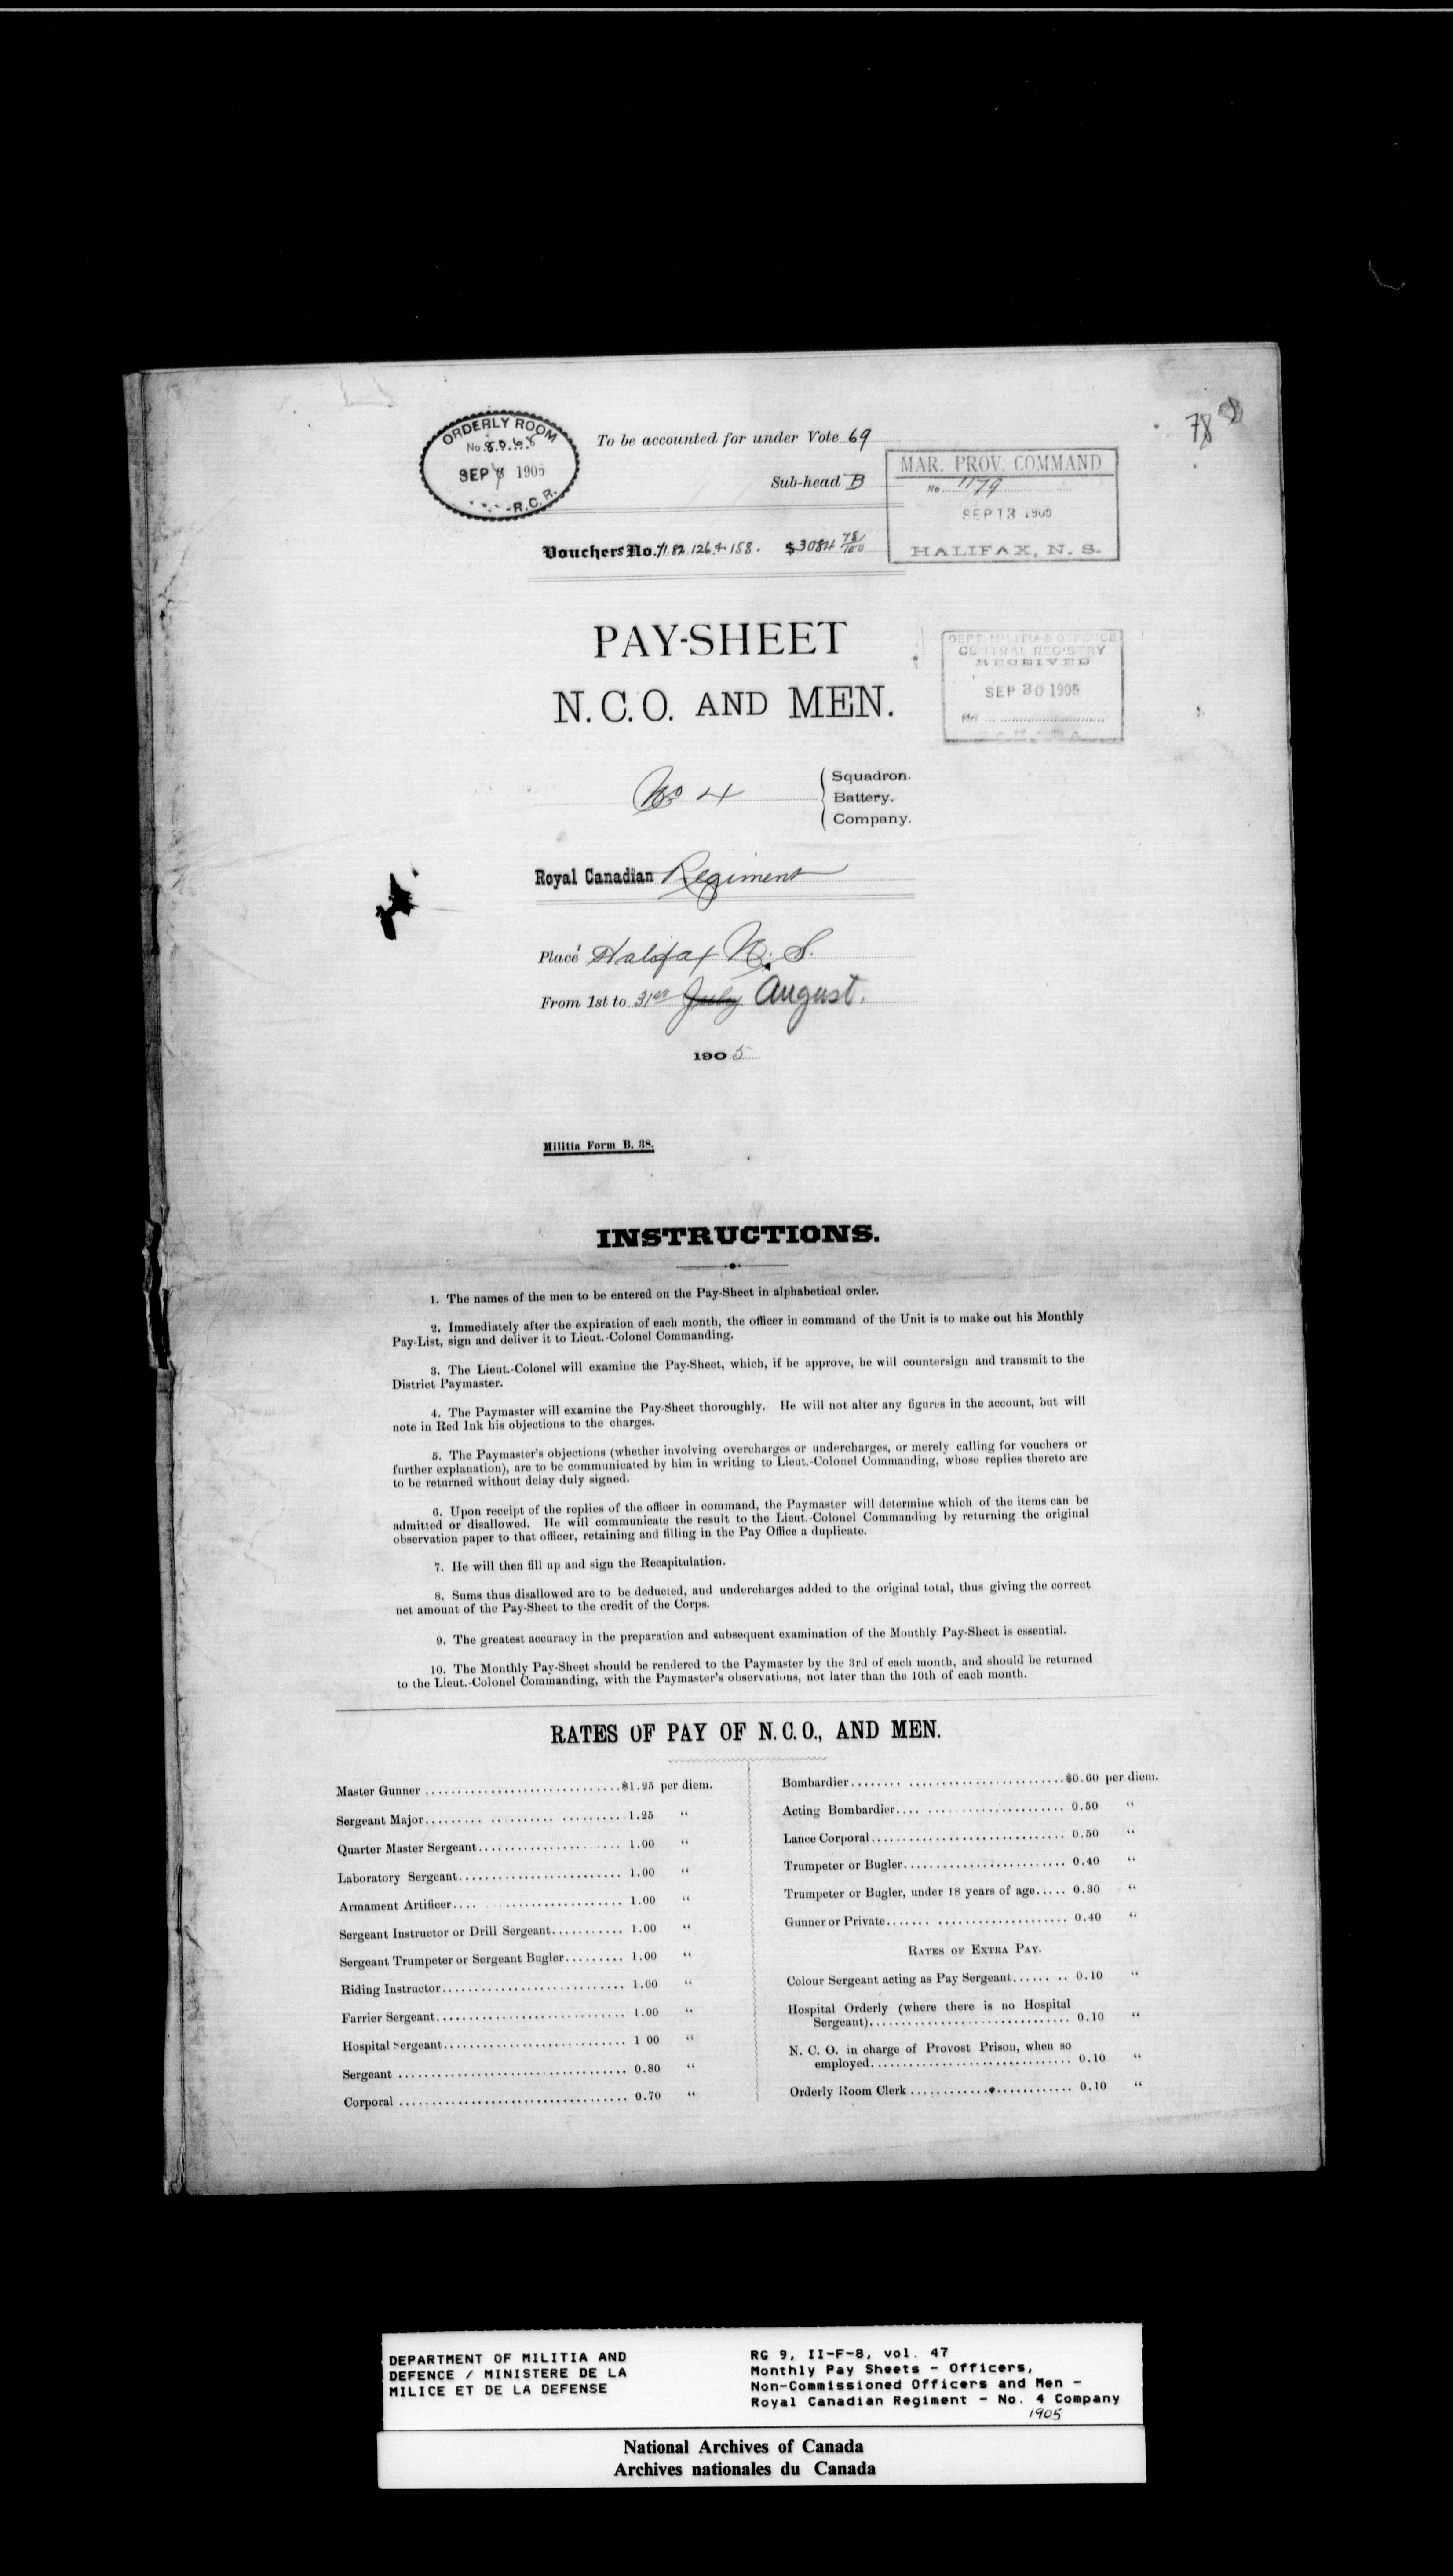 78
ORDERLY ROOM
No. 8068
SEP 8 1905
R.C.R.
To be accounted for under Vote 69
Sub-head B
MAR. PROV. COMMAND
No. 1179
SEP 13 1905
HALIFAX, N. S.
Vouchers No. 71 82 126 & 158. $3084 78/100
PAY-SHEET
N. C. O. AND MEN.
DEPT. MILITIA & DEFENCE
CENTRAL REGISTRY
RECEIVED
SEP 30 1905
No
No 4
Squadron.
Battery.
Company.
Royal Canadian Regiment
Place Halifax N. S.
From 1st to 31st July August.
1905
Militia Form B. 38.
INSTRUCTIONS.
1. The names of the men to be entered on the Pay-Sheet in alphabetical order.
2. Immediately after the expiration of each month, the officer in command of the Unit is to make out his Monthly
Pay-List, sign and deliver it to Lieut.-Colonel Commanding.
3. The Lieut.-Colonel will examine the Pay-Sheet, which, if he approve, he will countersign and transmit to the
District Paymaster.
4. The Paymaster will examine the Pay-Sheet thoroughly. He will not alter any figures in the account, but will
note in Red Ink his objections to the charges.
5. The Paymaster's objections (whether involving overcharges or undercharges, or merely calling for vouchers or
further explanation), are to be communicated by him in writing to Lieut.-Colonel Commanding, whose replies thereto are
to be returned without delay duly signed.
6. Upon receipt of the replies of the officer in command, the Paymaster will determine which of the items can be
admitted or disallowed. He will communicate the result to the Lieut.-Colonel Commanding by returning the original
observation paper to that officer, retaining and filling in the Pay Office a duplicate.
7. He will then fill up and sign the Recapitulation.
8. Sums thus disallowed are to be deducted, and undercharges added to the original total, thus giving the correct
net amount of the Pay-Sheet to the credit of the Corps.
9. The greatest accuracy in the preparation and subsequent examination of the Monthly Pay-Sheet is essential.
10. The Monthly Pay-Sheet should be rendered to the Paymaster by the 3rd of each month, and should be returned
to the Lieut.-Colonel Commanding, with the Paymaster's observations, not later than the 10th of each month.
RATES OF PAY OF N. C. O., AND MEN.
Master Gunner $1.25 per diem.
Sergeant Major 1.25 "
Quarter Master Sergeant 1.00 "
Laboratory Sergeant 1.00 "
Armament Artificer 1.00 "
Sergeant Instructor or Drill Sergeant 1.00 "
Sergeant Trumpeter or Sergeant Bugler 1.00 "
Riding Instructor 1.00 "
Farrier Sergeant 1.00 "
Hospital Sergeant 1 00 "
Sergeant 0.80 "
Corporal 0.70 "
Bombardier $0.60 per diem.
Acting Bombardier 0.50 "
Lance Corporal 0.50 "
Trumpeter or Bugler 0.40 "
Trumpeter or Bugler, under 18 years of age 0.30 "
Gunner or Private 0.40 "
RATES OF EXTRA PAY.
Colour Sergeant acting as Pay Sergeant 0.10 "
Hospital Orderly (where there is no Hospital
Sergeant) 0.10 "
N. C. O. in charge of Provost Prison, when so
employed 0.10 "
Orderly Room Clerk 0.10 "
DEPARTMENT OF MILITIA AND
DEFENCE / MINISTERE DE LA
MILICE ET DE LA DEFENSE
RG 9, II-F-8, vol. 47
Monthly Pay Sheets - Officers,
Non-Commissioned Officers and Men -
Royal Canadian Regiment - No. 4 Company
1905
National Archives of Canada
Archives nationales du Canada